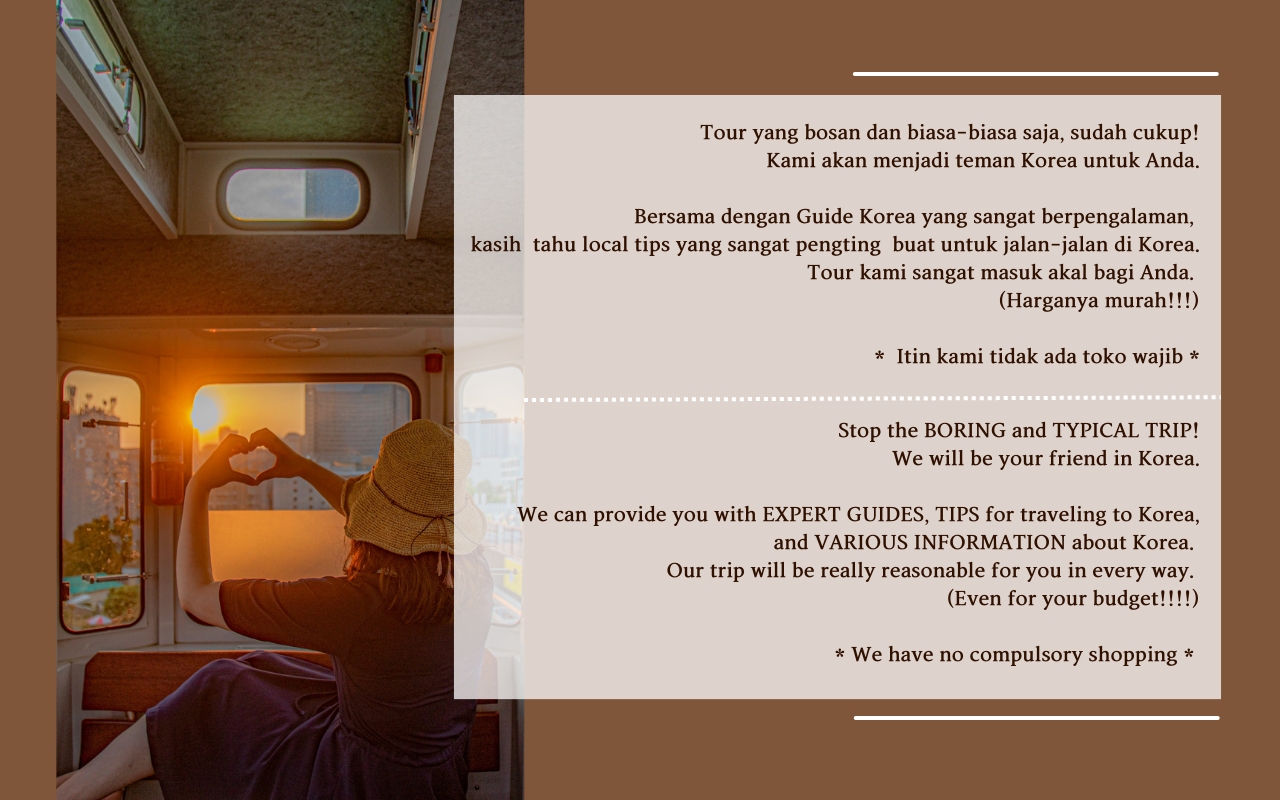 Tour yang bosan dan biasa-biasa saja, sudah cukup!
Kami akan menjadi teman Korea untuk Anda.
Bersama dengan Guide Korea yang sangat berpengalaman,
kasih tahu local tips yang sangat pengting buat untuk jalan-jalan di Korea.
Tour kami sangat masuk akal bagi Anda.
(Harganya murah!!!)
* Itin kami tidak ada toko wajib *
Stop the BORING and TYPICAL TRIP!
We will be your friend in Korea.
We can provide you with EXPERT GUIDES, TIPS for traveling to Korea,
and VARIOUS INFORMATION about Korea.
Our trip will be really reasonable for you in every way.
(Even for your budget!!!!)
* We have no compulsory shopping *